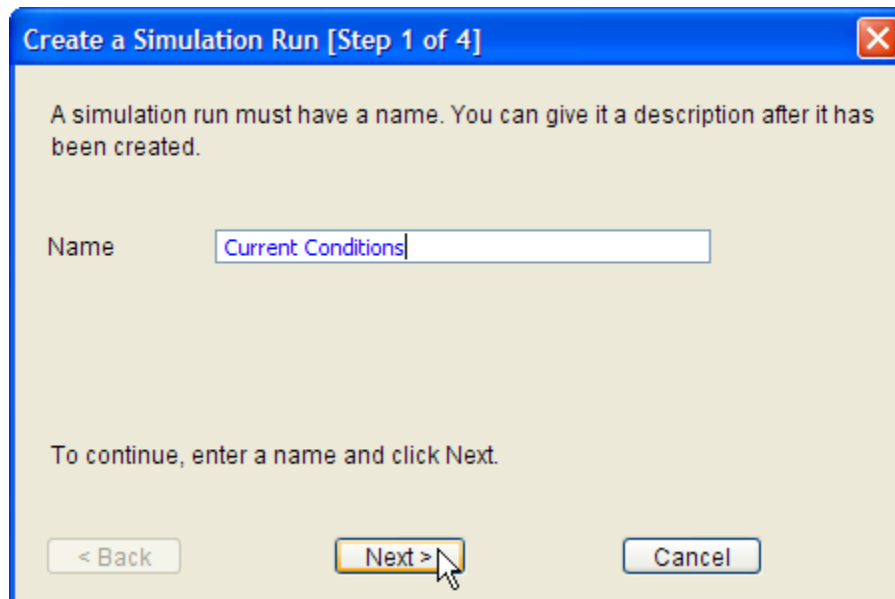 Create a Simulation Run [Step 1 of 4]
A simulation run must have a name. You can give it a description after it has
been created.
Name Current Conditions
To continue, enter a name and click Next.
< Back Next > Cancel